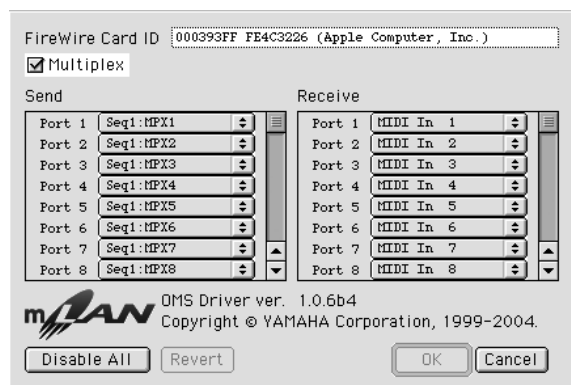 FireWire Card ID 000393FF FE4C3226 (Apple Computer, Inc.)
Multiplex
Send
Port 1 Seq1:MPX1
Port 2 Seq1:MPX2
Port 3 Seq1:MPX3
Port 4 Seq1:MPX4
Port 5 Seq1:MPX5
Port 6 Seq1:MPX6
Port 7 Seq1:MPX7
Port 8 Seq1:MPX8
Receive
Port 1 MIDI In 1
Port 2 MIDI In 2
Port 3 MIDI In 3
Port 4 MIDI In 4
Port 5 MIDI In 5
Port 6 MIDI In 6
Port 7 MIDI In 7
Port 8 MIDI In 8
mLAN
OMS Driver ver. 1.0.6b4
Copyright © YAMAHA Corporation, 1999-2004.
Disable All Revert OK Cancel